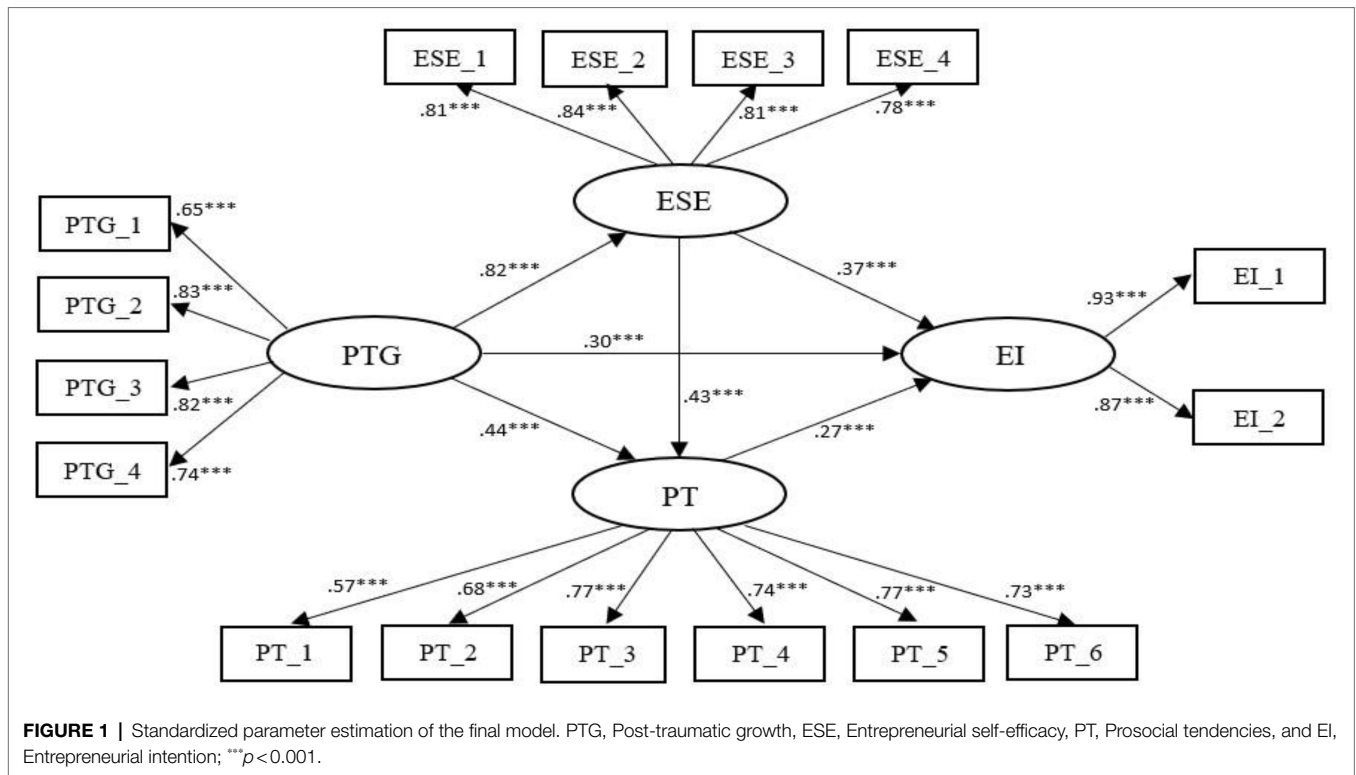 ESE_1 ESE_2 ESE_3 ESE_4
.81*** .84*** .81*** .78***
ESE
PTG_1 .65***
PTG_2 .83***
PTG_3 .82***
PTG_4 .74***
PTG
.82***
.37***
.30***
.43***
.44***
.27***
EI
.93*** EI_1
.87*** EI_2
PT
.57*** .68*** .77*** .74*** .77*** .73***
PT_1 PT_2 PT_3 PT_4 PT_5 PT_6
FIGURE 1 | Standardized parameter estimation of the final model. PTG, Post-traumatic growth, ESE, Entrepreneurial self-efficacy, PT, Prosocial tendencies, and EI,
Entrepreneurial intention; ***p<0.001.